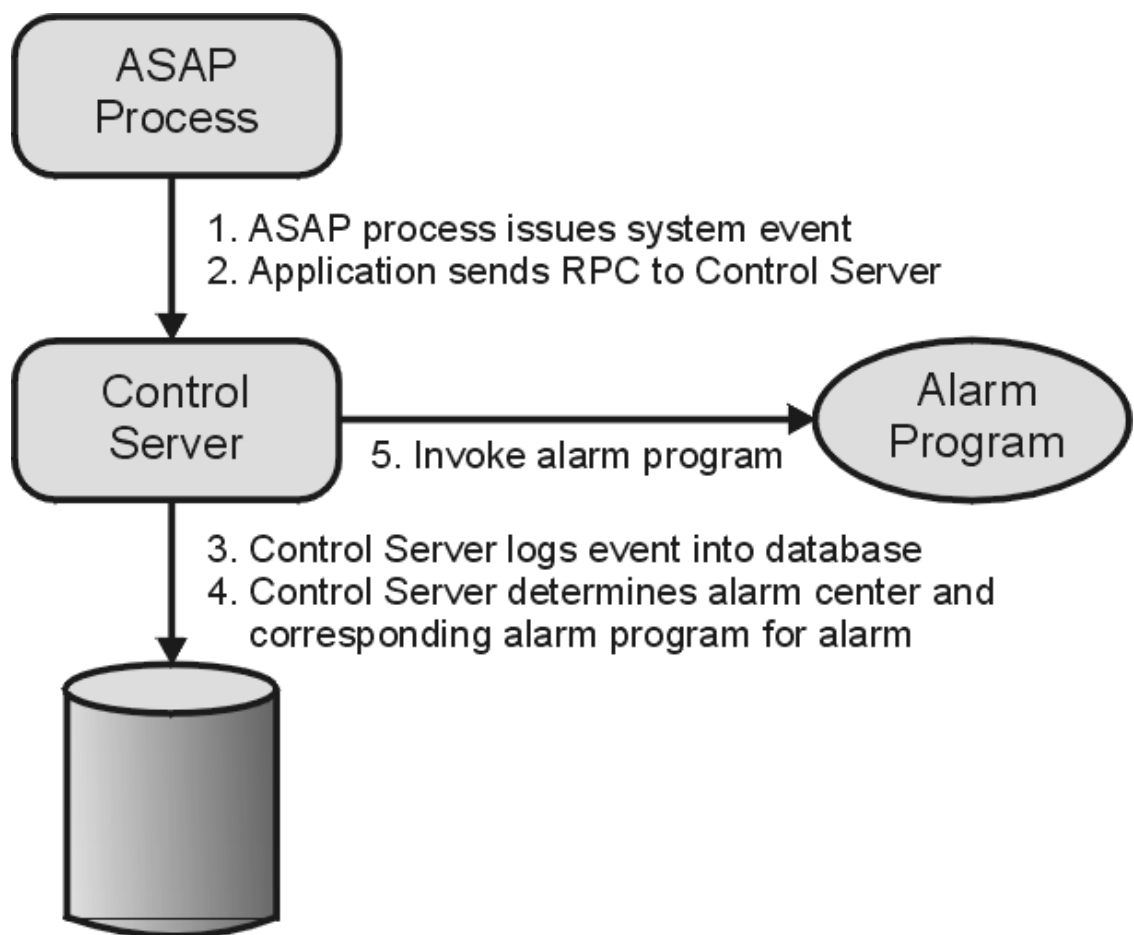 ASAP
Process
1. ASAP process issues system event
2. Application sends RPC to Control Server
Control
Server
5. Invoke alarm program
Alarm
Program
3. Control Server logs event into database
4. Control Server determines alarm center and
corresponding alarm program for alarm